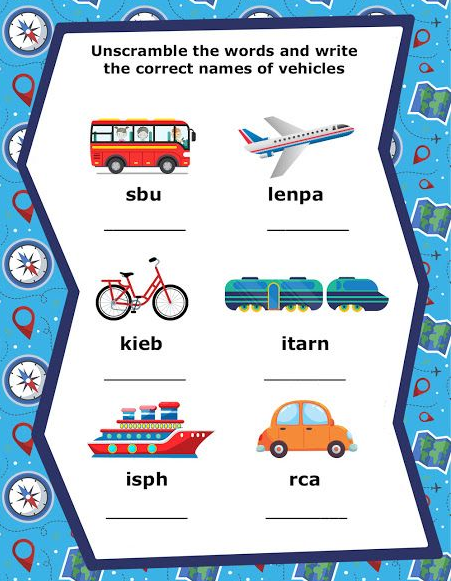 Unscramble the words and write
the correct names of vehicles
sbu
lenpa
kieb
itarn
isph
rca